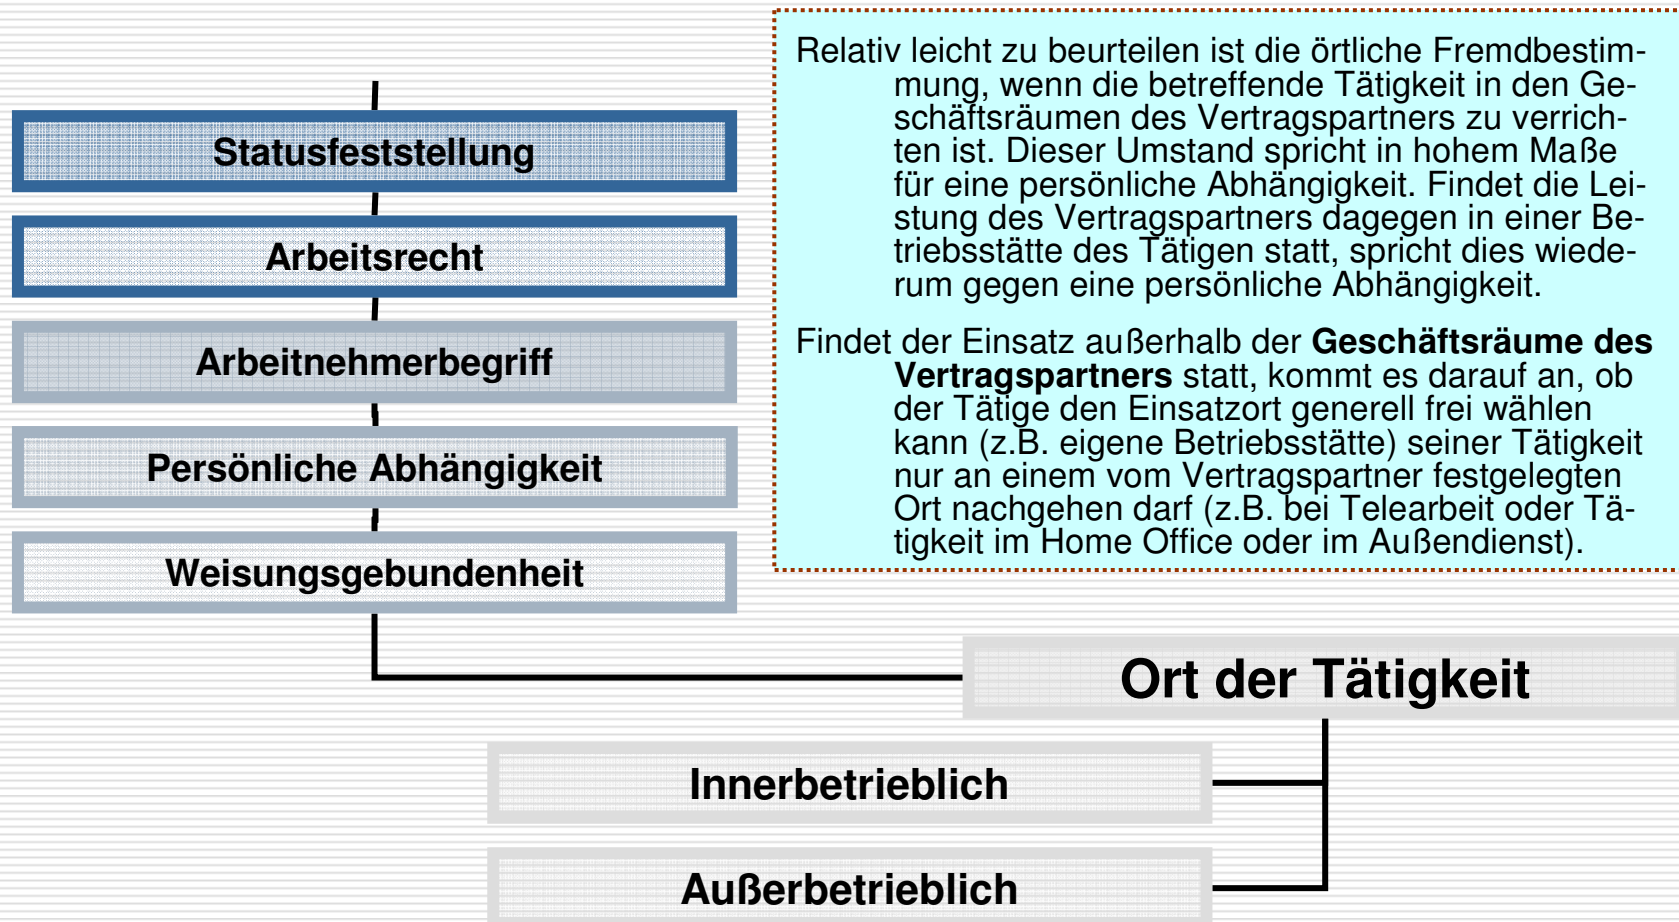 Relativ leicht zu beurteilen ist die örtliche Fremdbestim-
mung, wenn die betreffende Tätigkeit in den Ge-
schäftsräumen des Vertragspartners zu verrich-
ten ist. Dieser Umstand spricht in hohem Maße
für eine persönliche Abhängigkeit. Findet die Lei-
stung des Vertragspartners dagegen in einer Be-
triebsstätte des Tätigen statt, spricht dies wiede-
rum gegen eine persönliche Abhängigkeit.
Findet der Einsatz außerhalb der Geschäftsräume des
Vertragspartners statt, kommt es darauf an, ob
der Tätige den Einsatzort generell frei wählen
kann (z.B. eigene Betriebsstätte) seiner Tätigkeit
nur an einem vom Vertragspartner festgelegten
Ort nachgehen darf (z.B. bei Telearbeit oder Tä-
tigkeit im Home Office oder im Außendienst).
Statusfeststellung
Arbeitsrecht
Arbeitnehmerbegriff
Persönliche Abhängigkeit
Weisungsgebundenheit
Ort der Tätigkeit
Innerbetrieblich
Außerbetrieblich